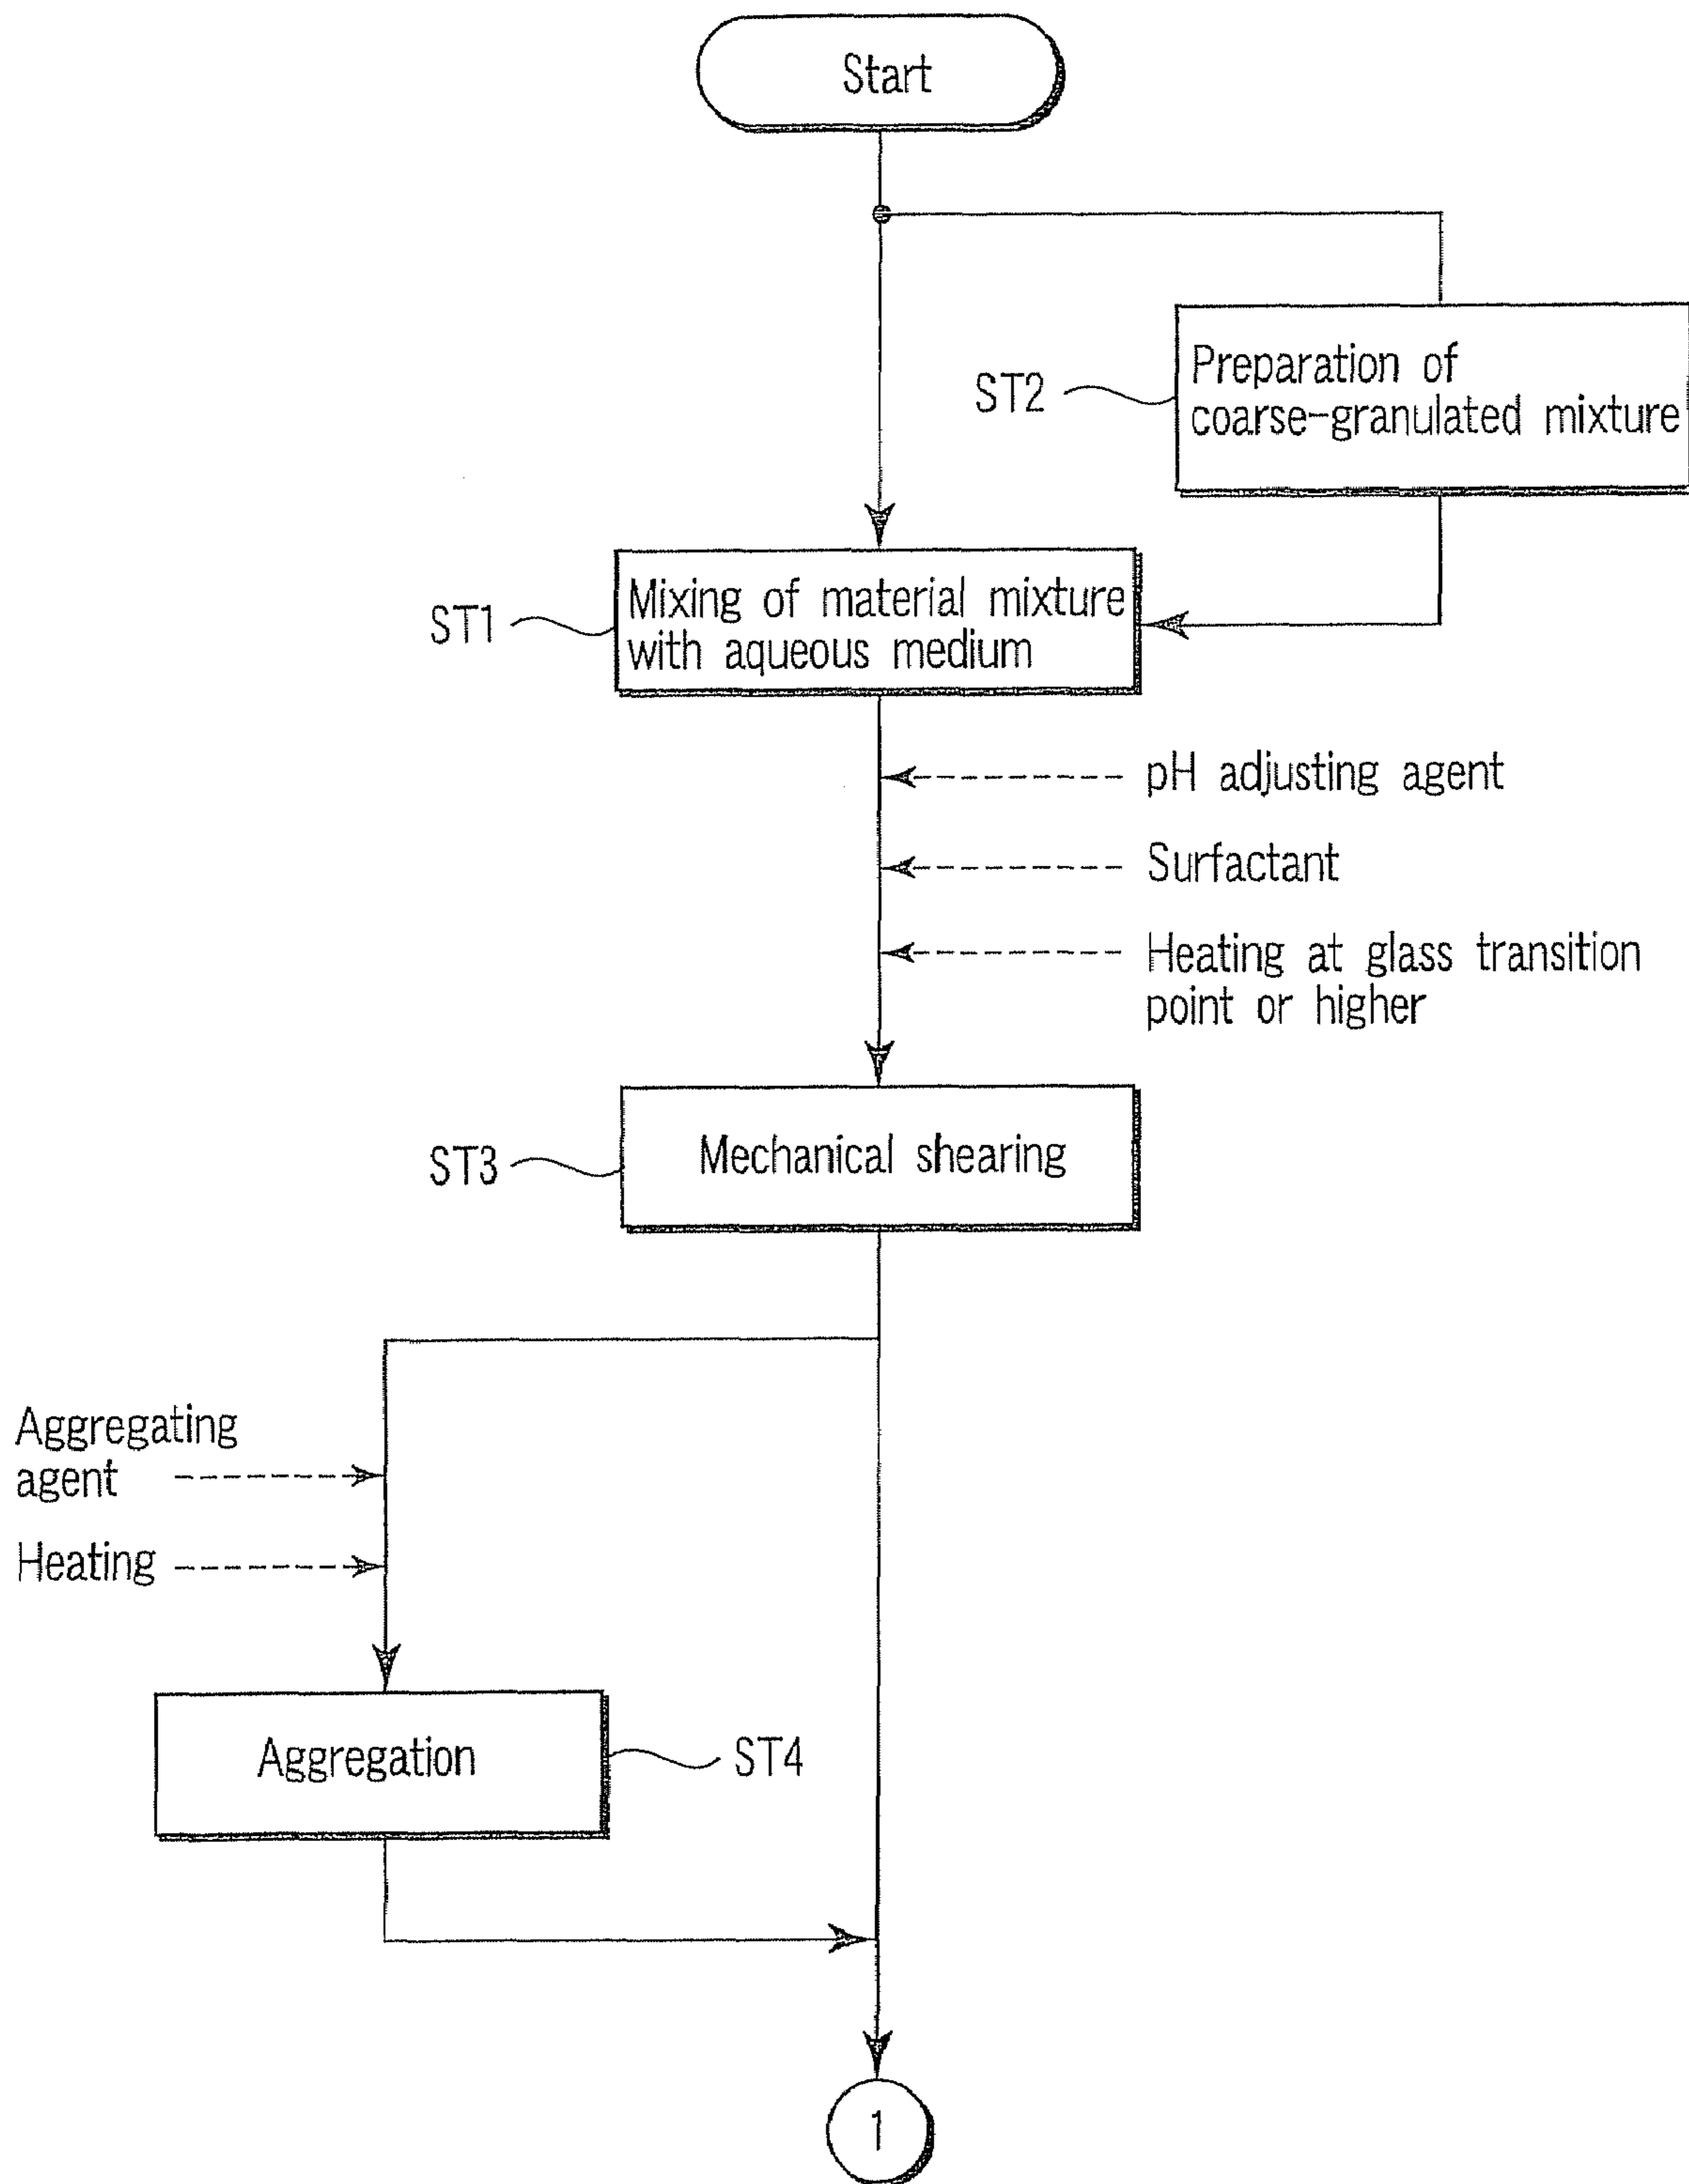 Start
ST2
Preparation of
coarse-granulated mixture
ST1
Mixing of material mixture
with aqueous medium
pH adjusting agent
Surfactant
Heating at glass transition
point or higher
ST3
Mechanical shearing
Aggregating
agent
Heating
Aggregation
ST4
1